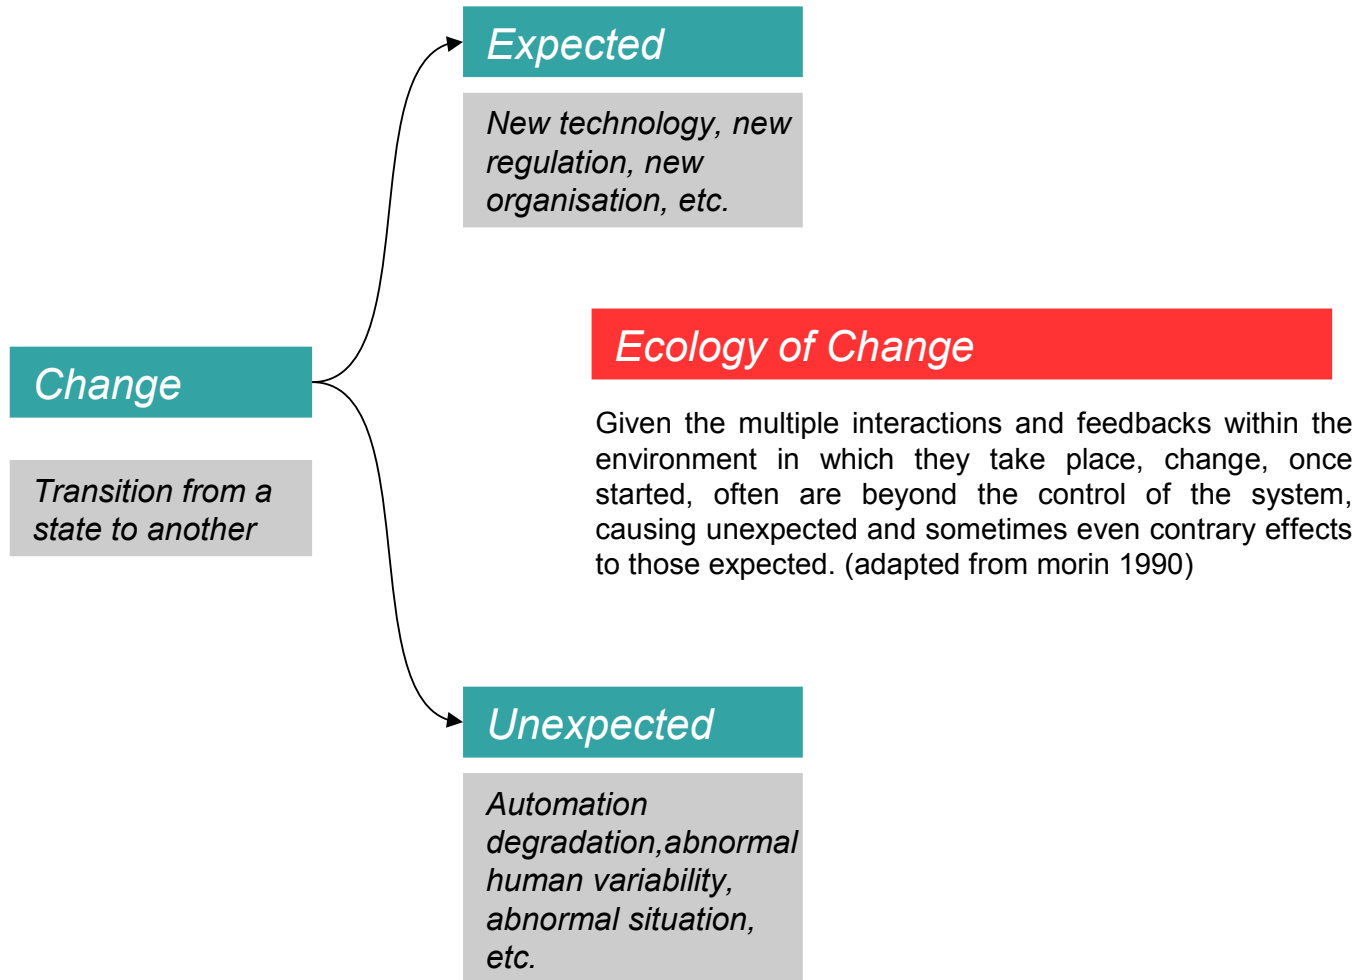 Expected
New technology, new
regulation, new
organisation, etc.
Ecology of Change
Change
Given the multiple interactions and feedbacks within the
environment in which they take place, change, once
started, often are beyond the control of the system,
causing unexpected and sometimes even contrary effects
to those expected. (adapted from morin 1990)
Transition from a
state to another
Unexpected
Automation
degradation,abnormal
human variability,
abnormal situation,
etc.